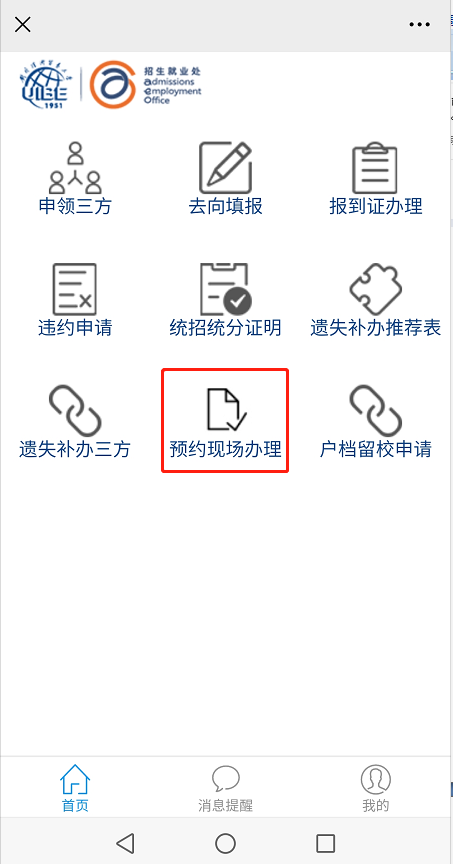 UIBE
1951
招生就业处
admissions
employment
Office
申领三方
去向填报
报到证办理
违约申请
统招统分证明
遗失补办推荐表
遗失补办三方
预约现场办理
户档留校申请
首页
消息提醒
我的